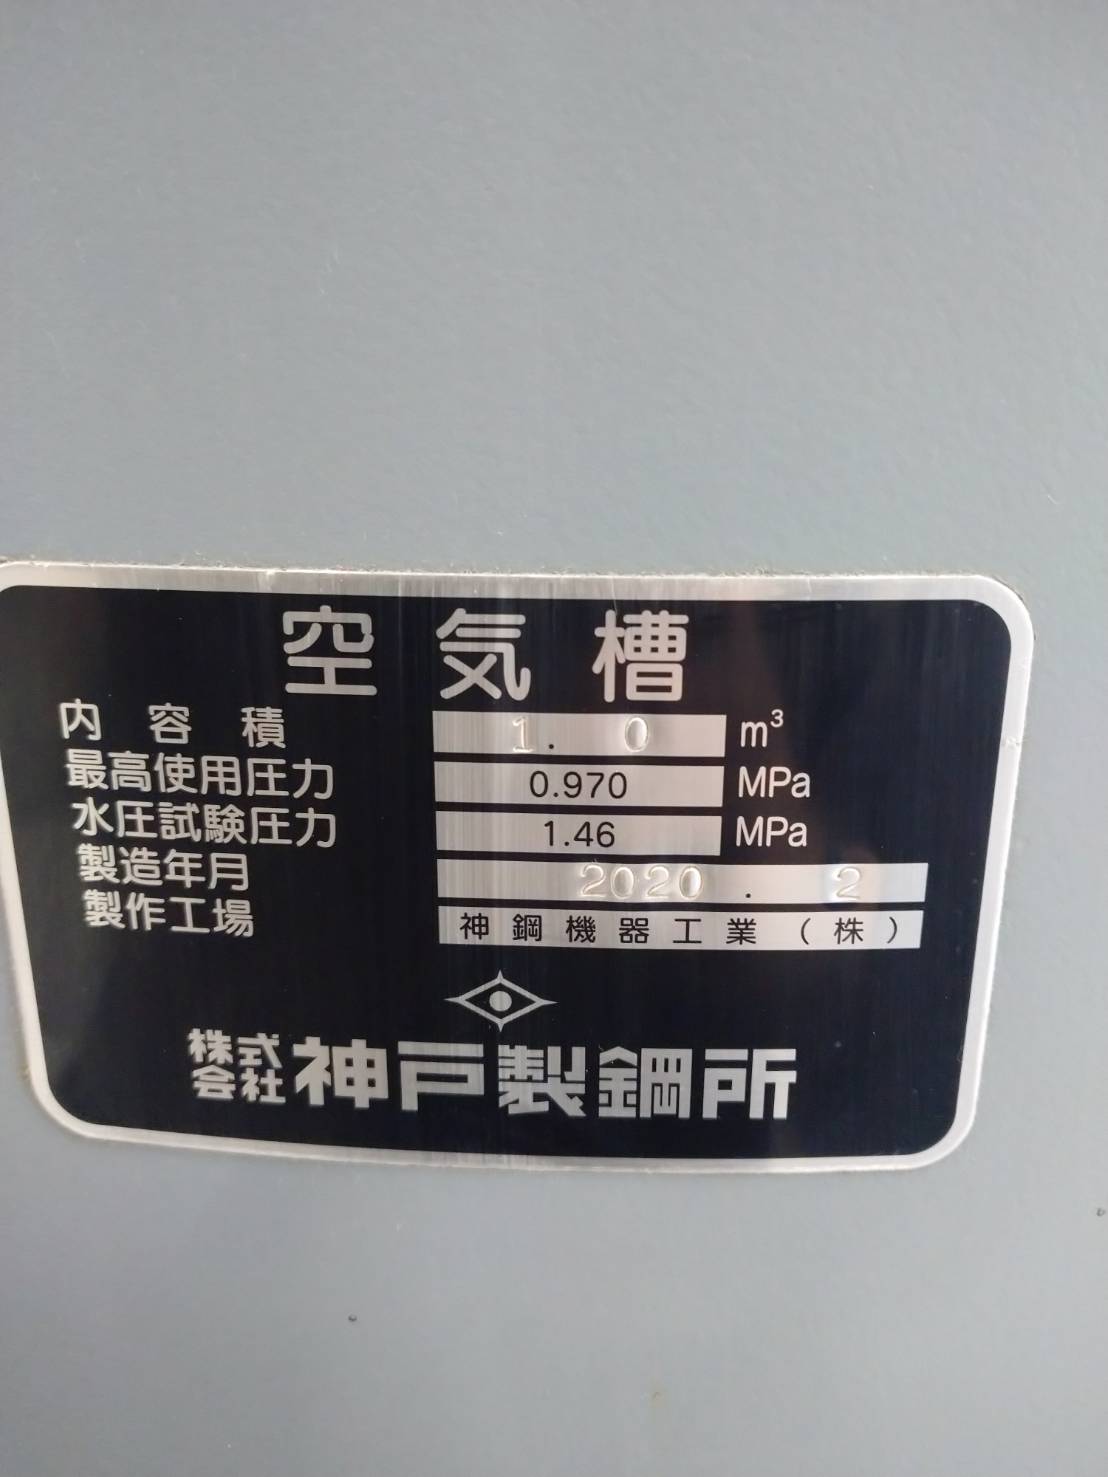 空気槽
内容積 1.0 m³
最高使用圧力 0.970 MPa
水圧試験圧力 1.46 MPa
製造年月 2020.2
製作工場 神鋼機器工業(株)
株式会社神戸製鋼所